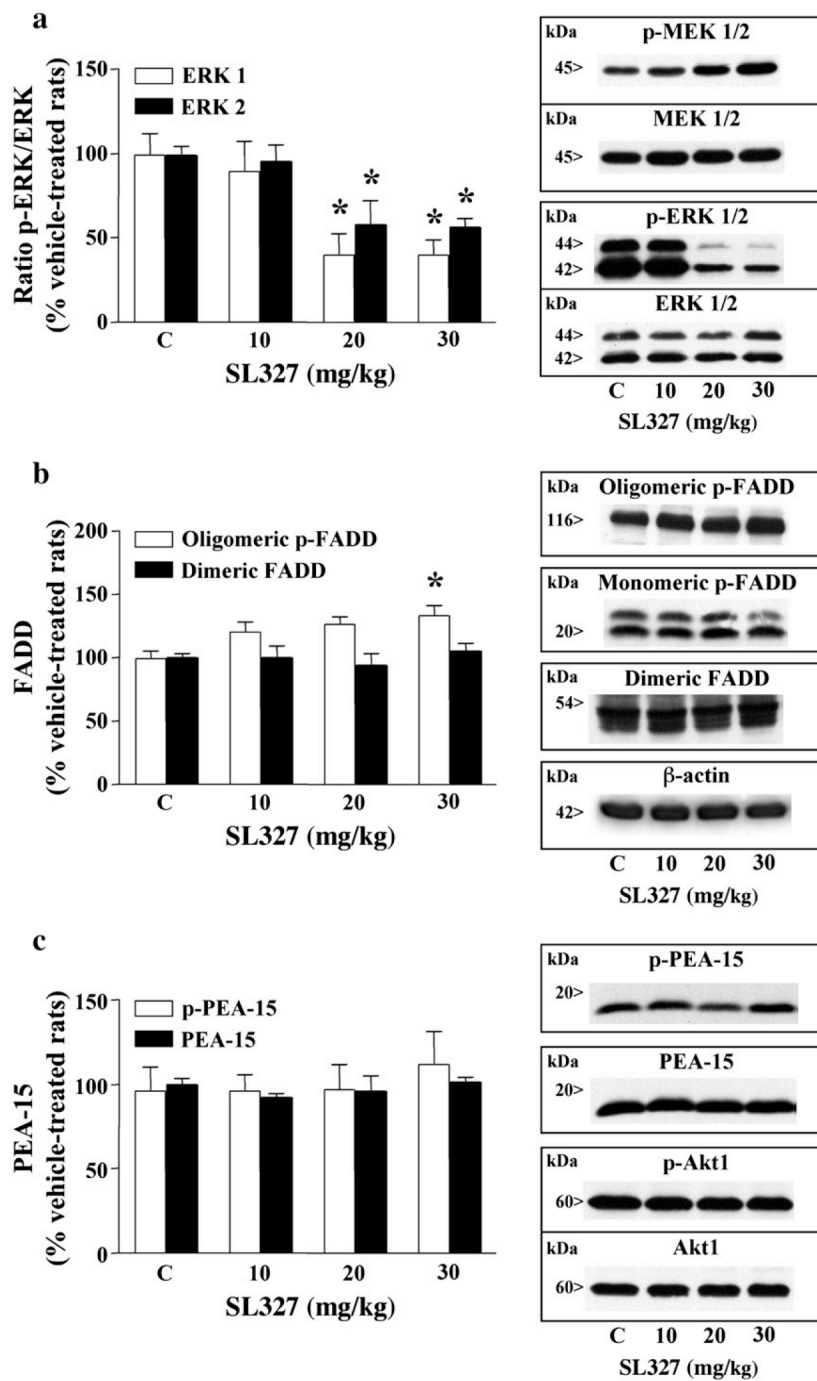 a
Ratio p-ERK/ERK
(% vehicle-treated rats)
150
100
50
0
ERK 1
ERK 2
* * * *
C 10 20 30
SL327 (mg/kg)
kDa p-MEK 1/2
45>
kDa MEK 1/2
45>
p-ERK 1/2
44>
42>
ERK 1/2
44>
42>
C 10 20 30
SL327 (mg/kg)
b
FADD
(% vehicle-treated rats)
200
150
100
50
0
Oligomeric p-FADD
Dimeric FADD
*
C 10 20 30
SL327 (mg/kg)
kDa Oligomeric p-FADD
116>
kDa Monomeric p-FADD
20>
kDa Dimeric FADD
54>
kDa β-actin
42>
C 10 20 30
SL327 (mg/kg)
c
PEA-15
(% vehicle-treated rats)
150
100
50
0
p-PEA-15
PEA-15
C 10 20 30
SL327 (mg/kg)
kDa p-PEA-15
20>
kDa PEA-15
20>
kDa p-Akt1
60>
kDa Akt1
60>
C 10 20 30
SL327 (mg/kg)